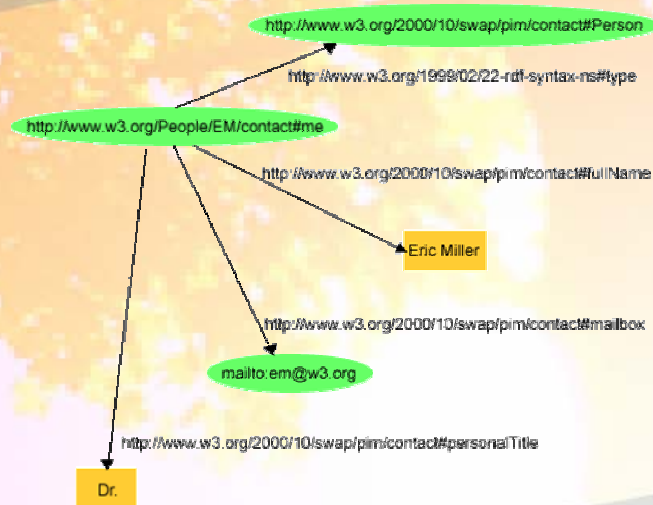 http://www.w3.org/2000/10/swap/pim/contact#Person
http://www.w3.org/1999/02/22-rdf-syntax-ns#type
http://www.w3.org/People/EM/contact#me
http://www.w3.org/2000/10/swap/pim/contact#fullName
Eric Miller
http://www.w3.org/2000/10/swap/pim/contact#mailbox
mailto:em@w3.org
http://www.w3.org/2000/10/swap/pim/contact#personalTitle
Dr.